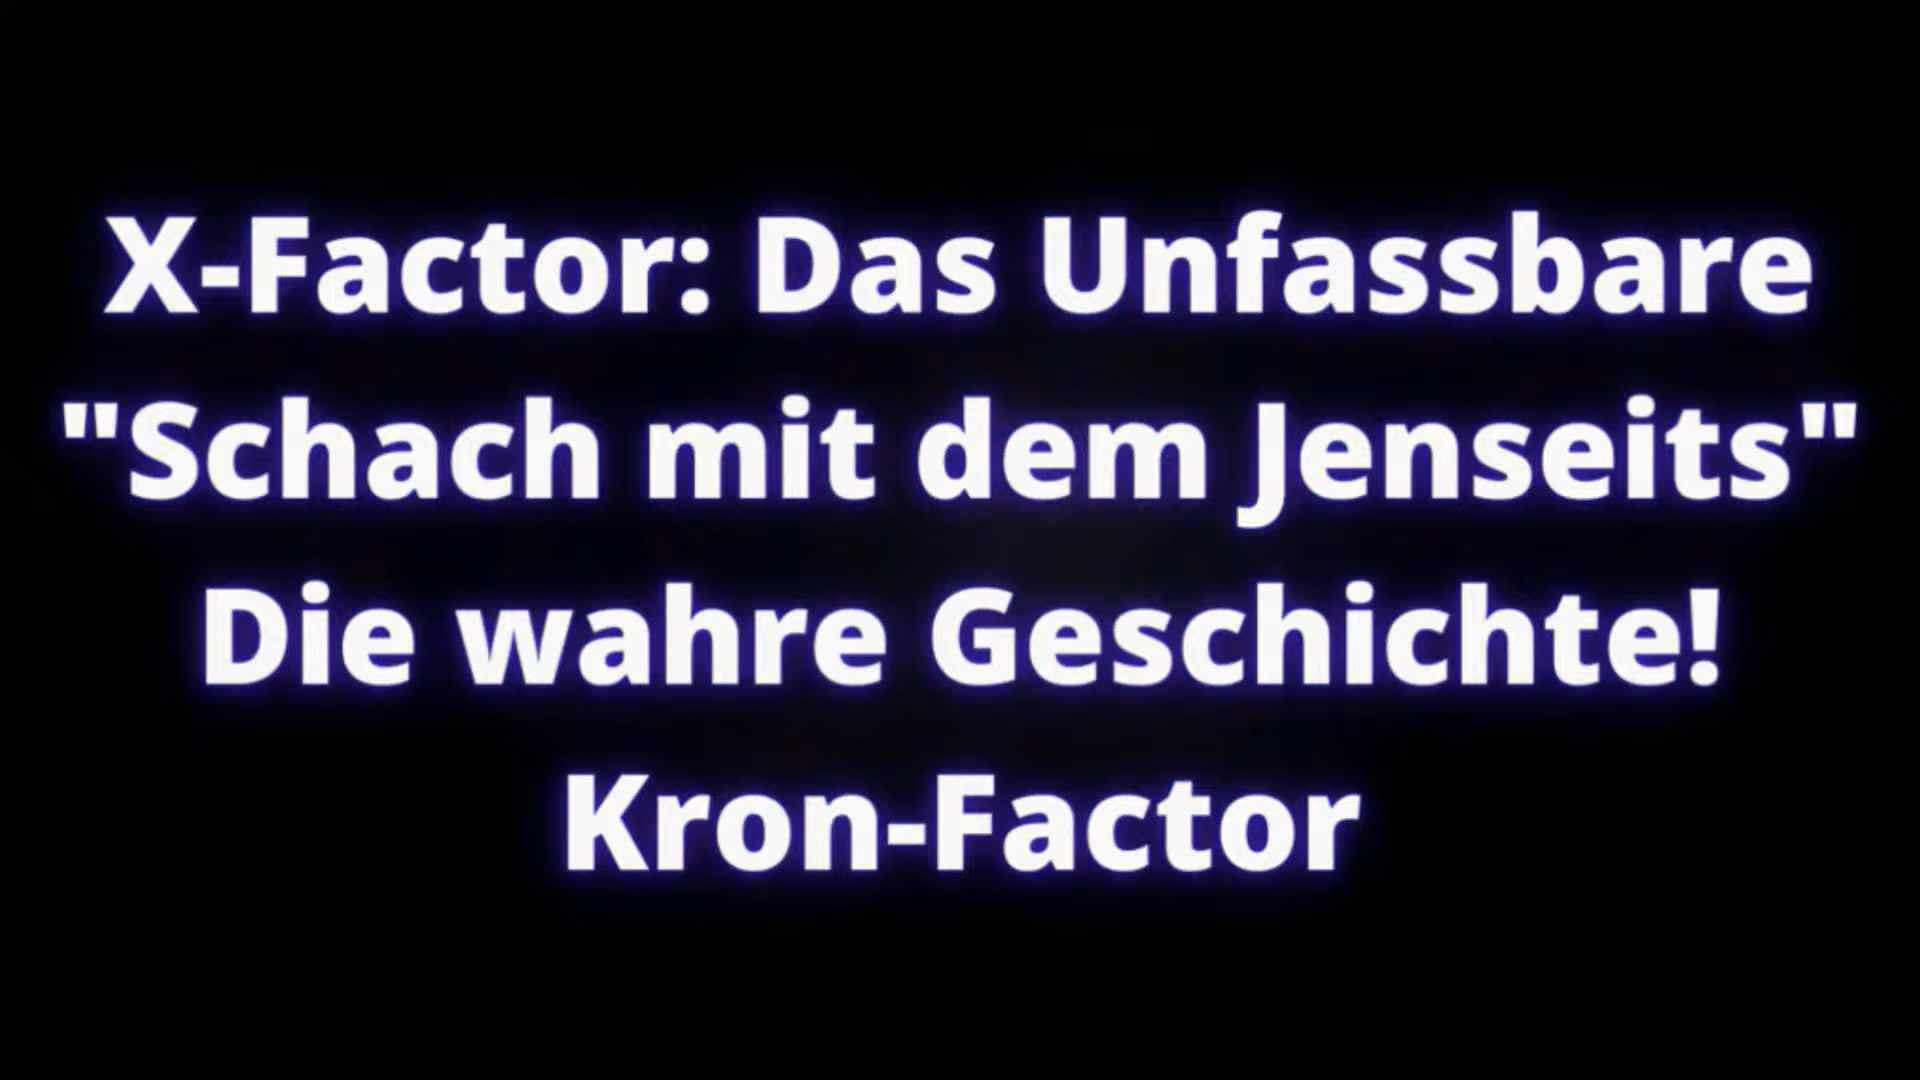 X-Factor: Das Unfassbare
"Schach mit dem Jenseits"
Die wahre Geschichte!
Kron-Factor